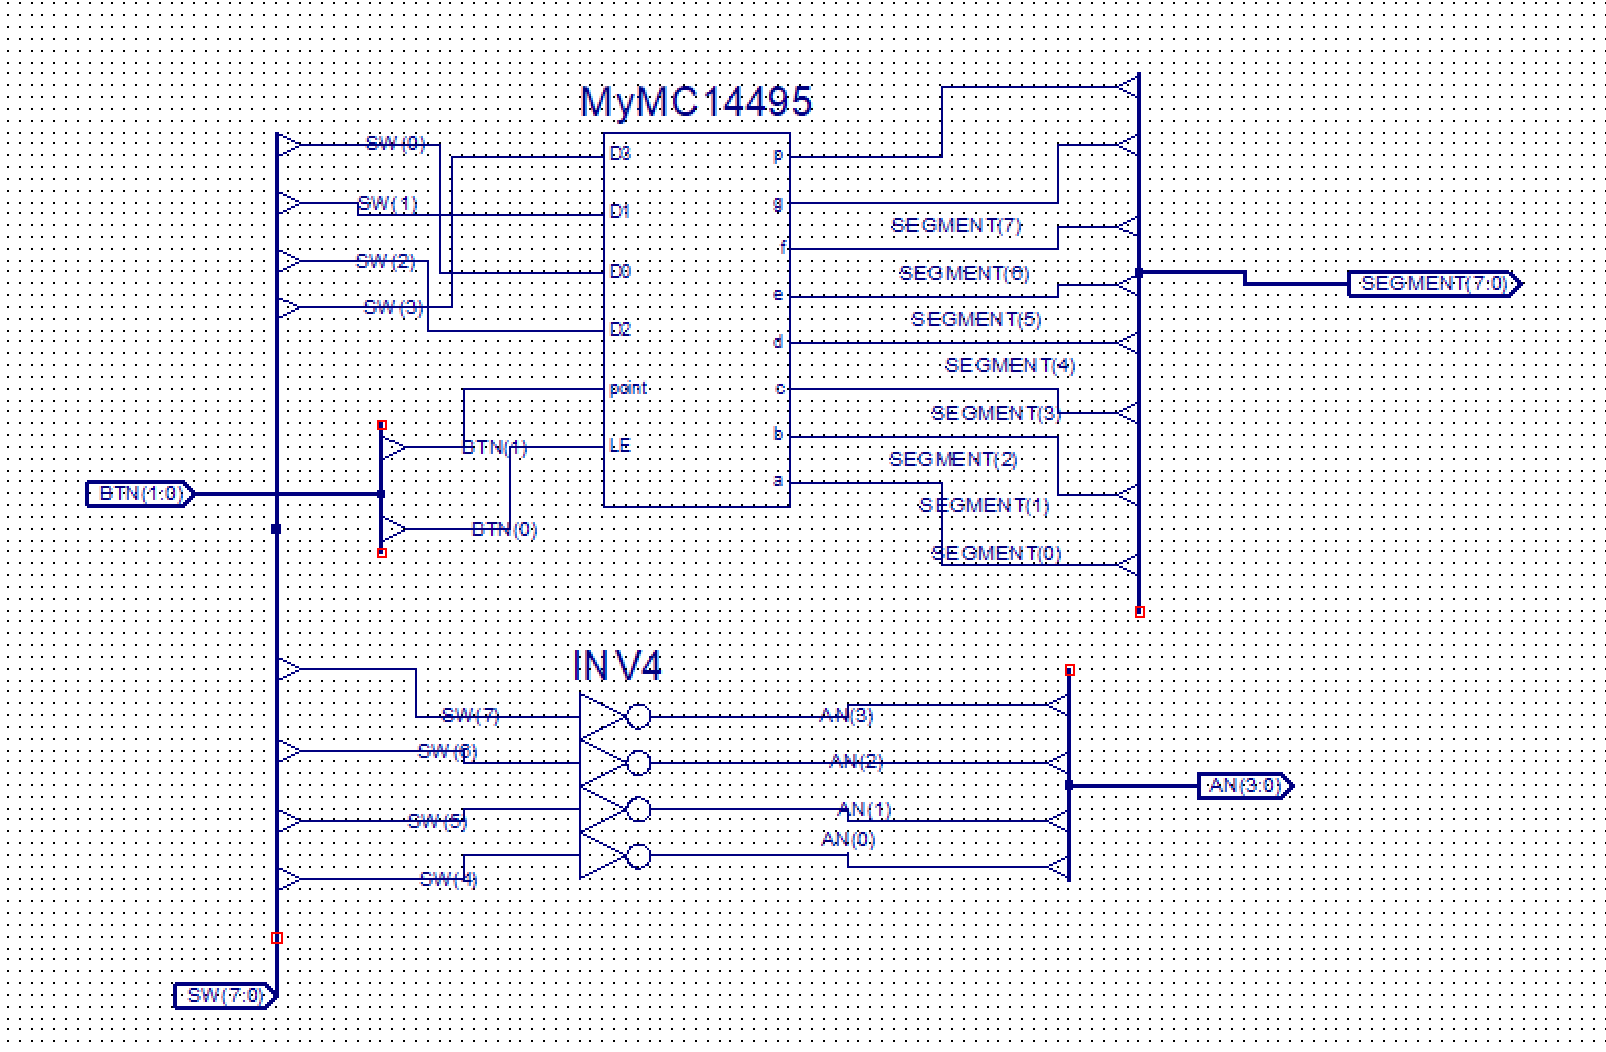 MyMC14495
SW(0)
SW(1)
SW(2)
SW(3)
D3
D1
D0
D2
point
LE
p
g
f
e
d
c
b
a
SEGMENT(7)
SEGMENT(6)
SEGMENT(5)
SEGMENT(4)
SEGMENT(3)
SEGMENT(2)
SEGMENT(1)
SEGMENT(0)
SEGMENT(7:0)
BTN(1:0)
BTN(1)
BTN(0)
INV4
SW(7)
SW(6)
SW(5)
SW(4)
AN(3)
AN(2)
AN(1)
AN(0)
AN(3:0)
SW(7:0)